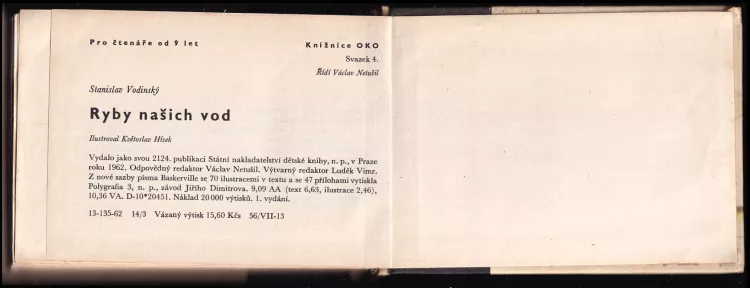 Pro čtenáře od 9 let
Knižnice OKO
Svazek 4.
Řídí Václav Netušil
Stanislav Vodinský
Ryby našich vod
Ilustroval Květoslav Hísek
Vydalo jako svou 2124. publikaci Státní nakladatelství dětské knihy, n. p., v Praze
roku 1962. Odpovědný redaktor Václav Netušil. Výtvarný redaktor Luděk Vimr.
Z nové sazby písma Baskerville se 70 ilustracemi v textu a se 47 přílohami vytiskla
Polygrafia 3, n. p., závod Jiřího Dimitrova. 9,09 AA (text 6,63, ilustrace 2,46),
10,36 VA. D-10*20451. Náklad 20 000 výtisků. 1. vydání.
13-135-62 14/3 Vázaný výtisk 15,60 Kčs 56/VII-13